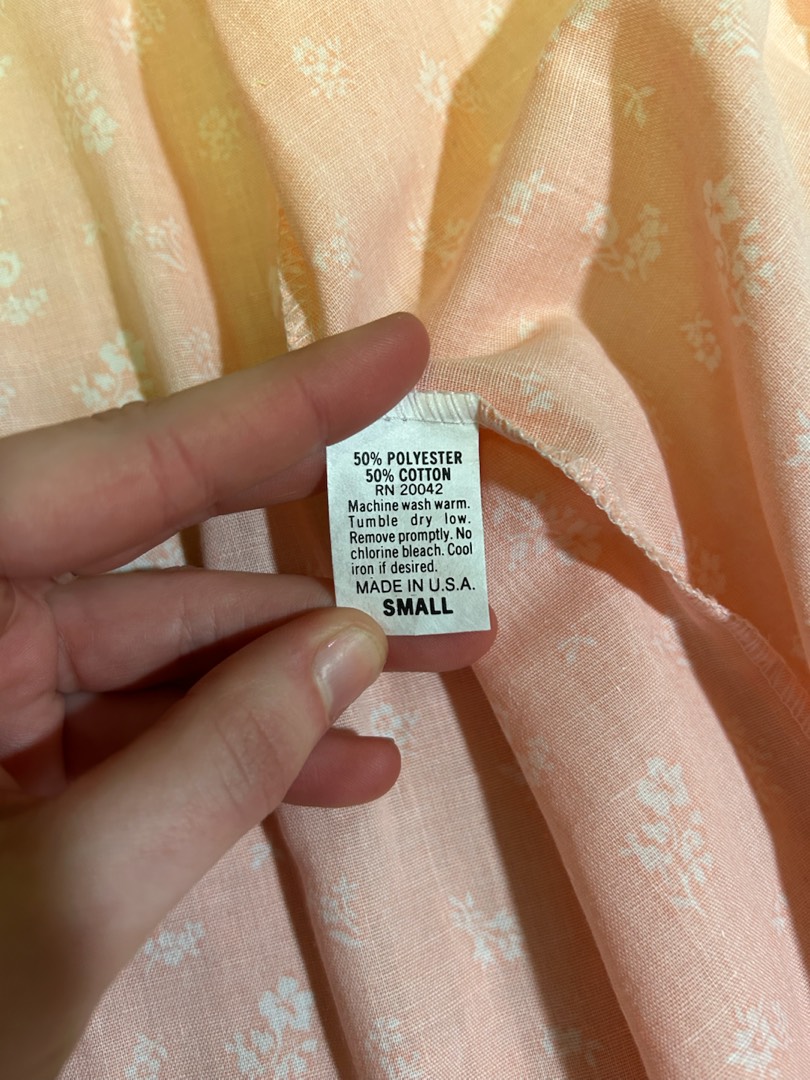 50% POLYESTER
50% COTTON
RN 20042
Machine wash warm.
Tumble dry low.
Remove promptly. No
chlorine bleach. Cool
iron if desired.
MADE IN U.S.A.
SMALL